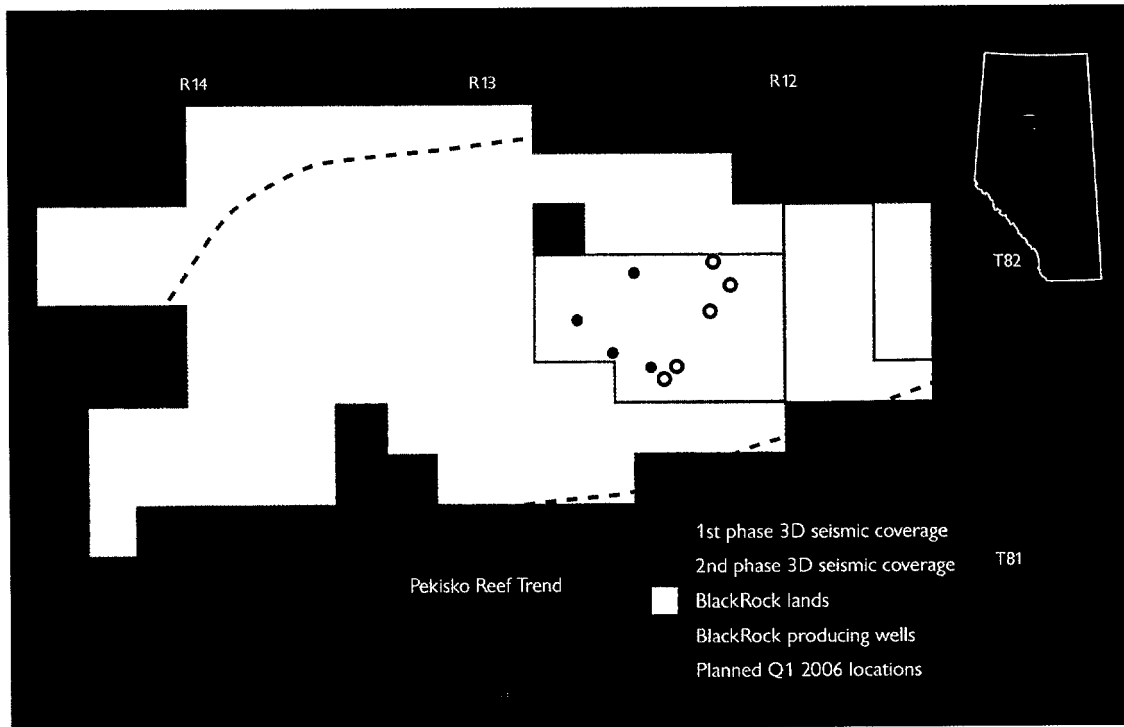 R14
R13
R12
T82
1st phase 3D seismic coverage
2nd phase 3D seismic coverage
T81
Pekisko Reef Trend
BlackRock lands
BlackRock producing wells
Planned Q1 2006 locations